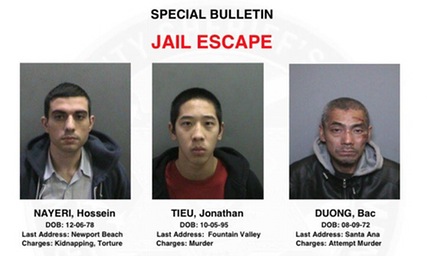 SPECIAL BULLETIN
JAIL ESCAPE
NAYERI, Hossein
DOB: 12-06-78
Last Address: Newport Beach
Charges: Kidnapping, Torture
TIEU, Jonathan
DOB: 10-05-95
Last Address: Fountain Valley
Charges: Murder
DUONG, Bac
DOB: 08-09-72
Last Address: Santa Ana
Charges: Attempt Murder